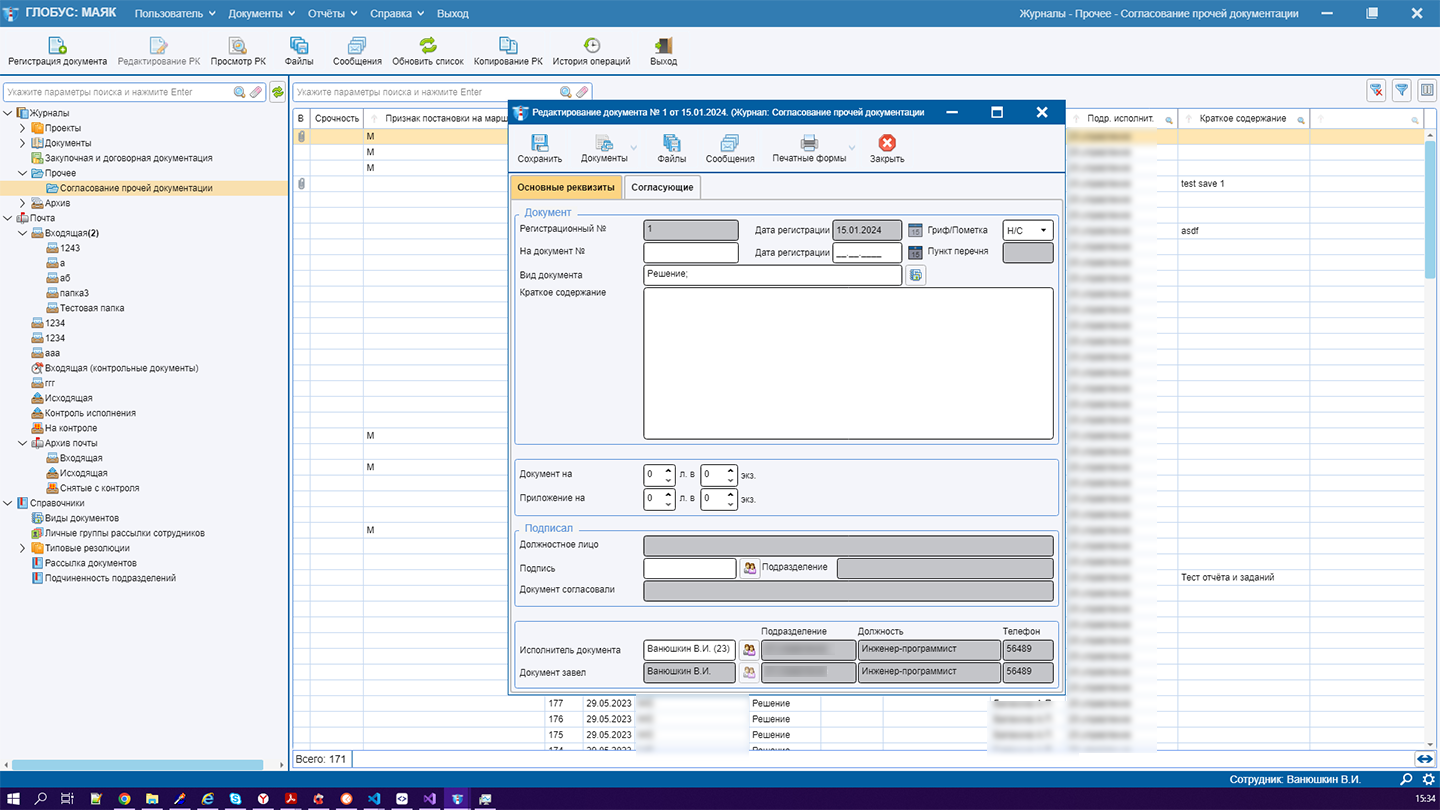 ГЛОБУС: МАЯК Пользователь Документы Отчёты Справка Выход Журналы - Прочее - Согласование прочей документации
Регистрация документа Редактирование РК Просмотр РК Файлы Сообщения Обновить список Копирование РК История операций Выход
Укажите параметры поиска и нажмите Enter
Журналы
Проекты
Документы
Закупочная и договорная документация
Прочее
Согласование прочей документации
Архив
Почта
Входящая(2)
1243
а
аб
папка3
Тестовая папка
1234
1234
ааа
Входящая (контрольные документы)
ггг
Исходящая
Контроль исполнения
На контроле
Архив почты
Входящая
Исходящая
Снятые с контроля
Справочники
Виды документов
Личные группы рассылки сотрудников
Типовые резолюции
Рассылка документов
Подчиненность подразделений
Укажите параметры поиска и нажмите Enter
В Срочность Признак постановки на марш Подр. исполнит. Краткое содержание
М
М
М
test save 1
asdf
М
М
М
Тест отчёта и заданий
Редактирование документа № 1 от 15.01.2024. (Журнал: Согласование прочей документации
Сохранить Документы Файлы Сообщения Печатные формы Закрыть
Основные реквизиты Согласующие
Документ
Регистрационный № 1 Дата регистрации 15.01.2024 15 Гриф/Пометка Н/С
На документ № Дата регистрации __.__.____ 15 Пункт перечня
Вид документа Решение;
Краткое содержание
Документ на 0 л. в 0 экз.
Приложение на 0 л. в 0 экз.
Подписал
Должностное лицо
Подпись Подразделение
Документ согласовали
Подразделение Должность Телефон
Исполнитель документа Ванюшкин В.И. (23) Инженер-программист 56489
Документ завел Ванюшкин В.И. Инженер-программист 56489
177 29.05.2023 Решение
176 29.05.2023 Решение
175 29.05.2023 Решение
174 29.05.2023 Решение
Всего: 171
Сотрудник: Ванюшкин В.И.
15:34